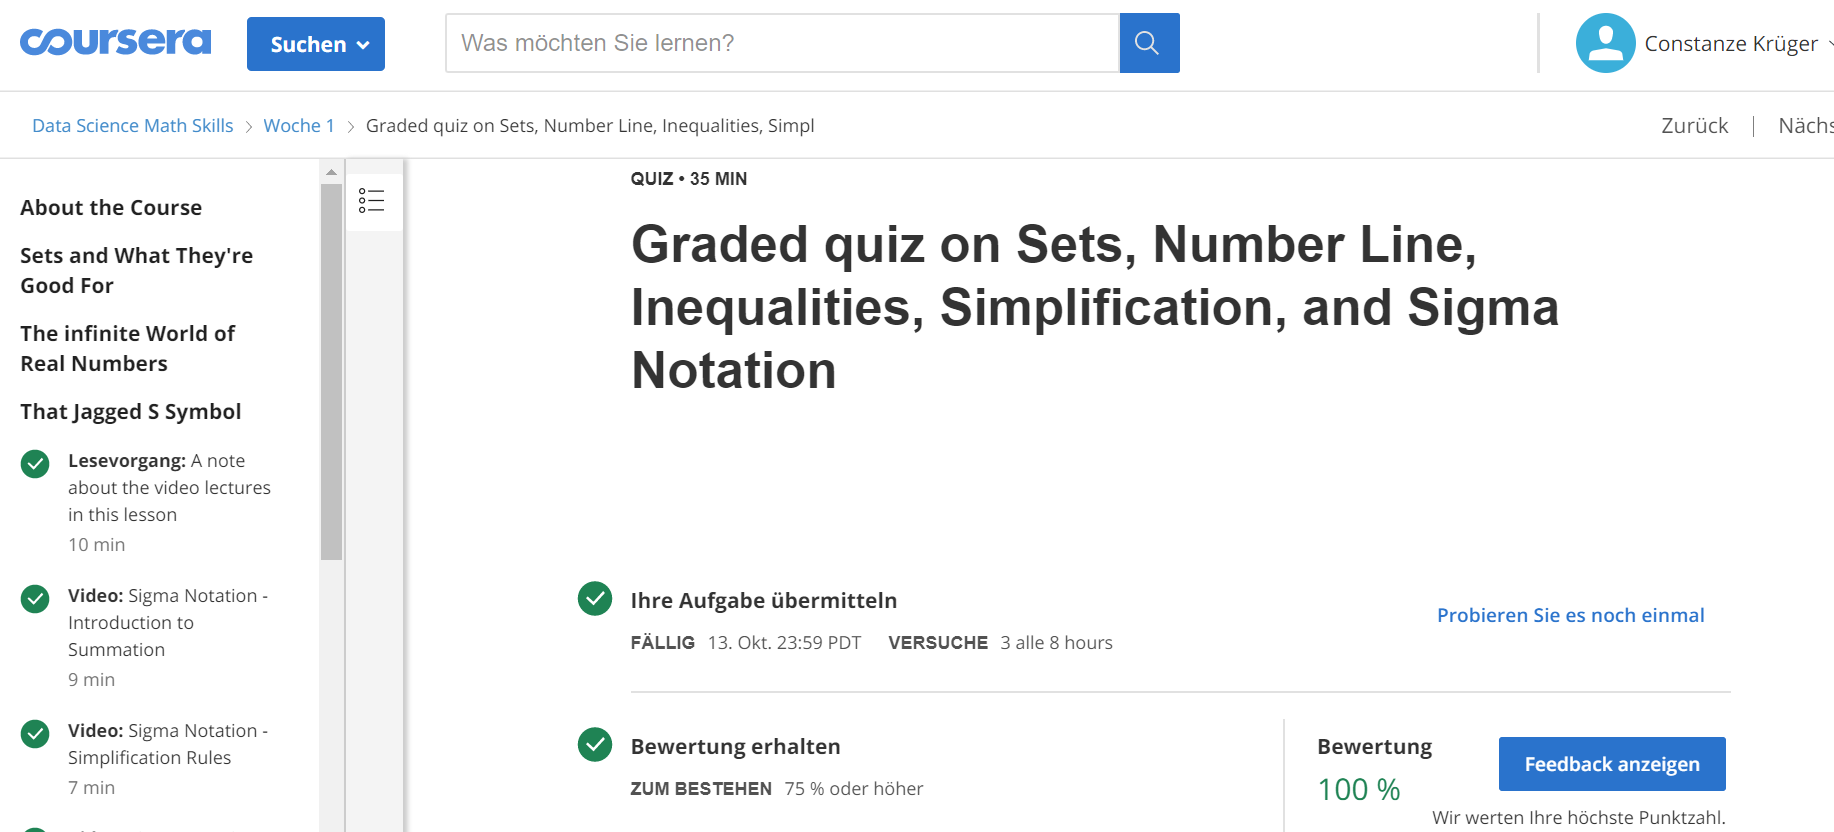 coursera
Suchen
Was möchten Sie lernen?
Constanze Krüger
Data Science Math Skills > Woche 1 > Graded quiz on Sets, Number Line, Inequalities, Simpl
Zurück | Nächs
About the Course
Sets and What They're
Good For
The infinite World of
Real Numbers
That Jagged S Symbol
Lesevorgang: A note
about the video lectures
in this lesson
10 min
Video: Sigma Notation -
Introduction to
Summation
9 min
Video: Sigma Notation -
Simplification Rules
7 min
QUIZ • 35 MIN
Graded quiz on Sets, Number Line,
Inequalities, Simplification, and Sigma
Notation
Ihre Aufgabe übermitteln
FÄLLIG 13. Okt. 23:59 PDT VERSUCHE 3 alle 8 hours
Probieren Sie es noch einmal
Bewertung erhalten
ZUM BESTEHEN 75 % oder höher
Bewertung
100 %
Feedback anzeigen
Wir werten Ihre höchste Punktzahl.